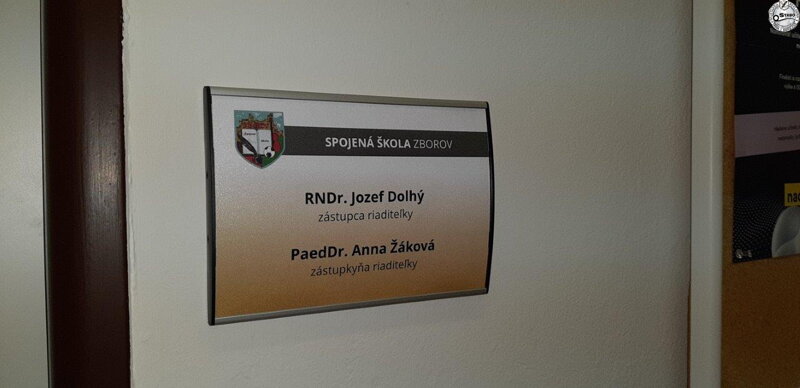 SPOJENÁ ŠKOLA ZBOROV
RNDr. Jozef Dolhý
zástupca riaditeľky
PaedDr. Anna Žáková
zástupkyňa riaditeľky